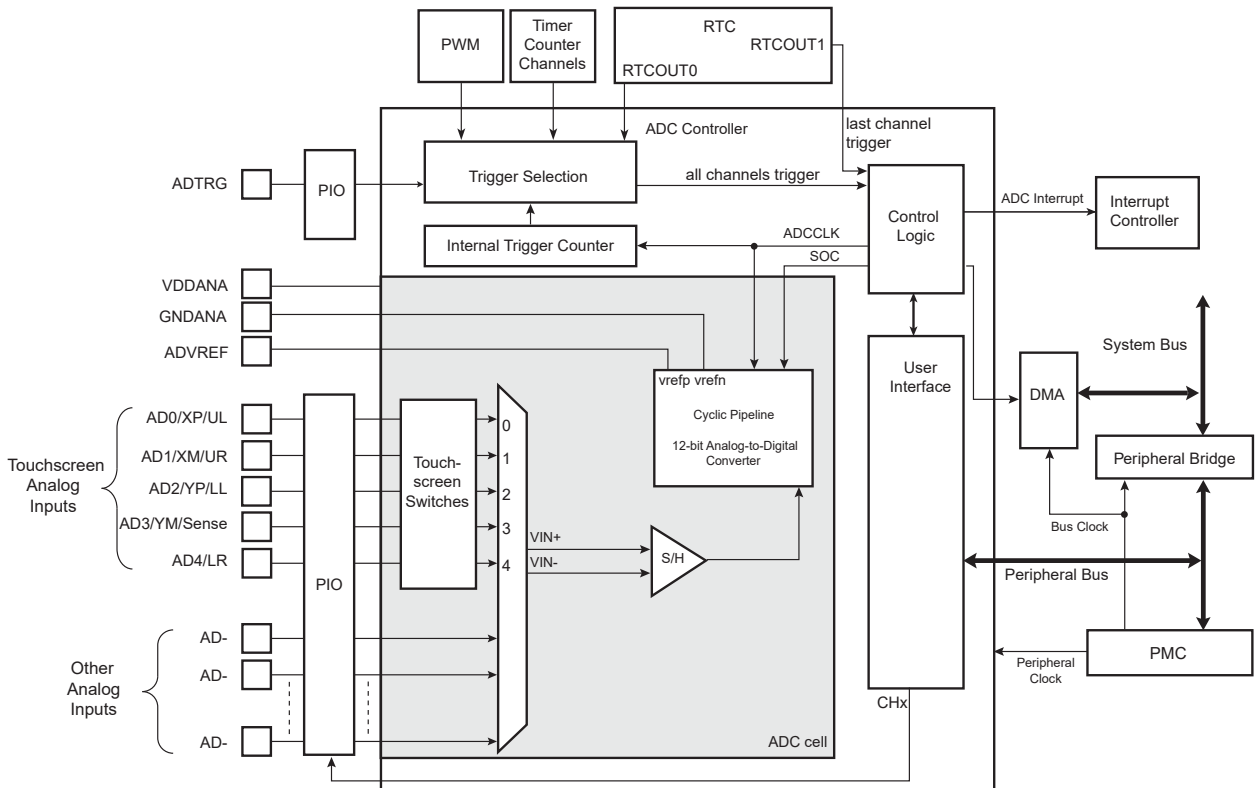 PWM
Timer
Counter
Channels
RTC
RTCOUT1
RTCOUT0
ADC Controller
last channel
trigger
ADTRG
PIO
Trigger Selection
all channels trigger
Control
Logic
ADC Interrupt
Interrupt
Controller
Internal Trigger Counter
ADCCLK
SOC
VDDANA
GNDANA
ADVREF
vrefp vrefn
Cyclic Pipeline
12-bit Analog-to-Digital
Converter
User
Interface
DMA
System Bus
Peripheral Bridge
Bus Clock
Peripheral Bus
PMC
Peripheral
Clock
Touchscreen
Analog
Inputs
AD0/XP/UL
AD1/XM/UR
AD2/YP/LL
AD3/YM/Sense
AD4/LR
PIO
Touch-
screen
Switches
0
1
2
3
4
VIN+
VIN-
S/H
Other
Analog
Inputs
AD-
AD-
AD-
CHx
ADC cell